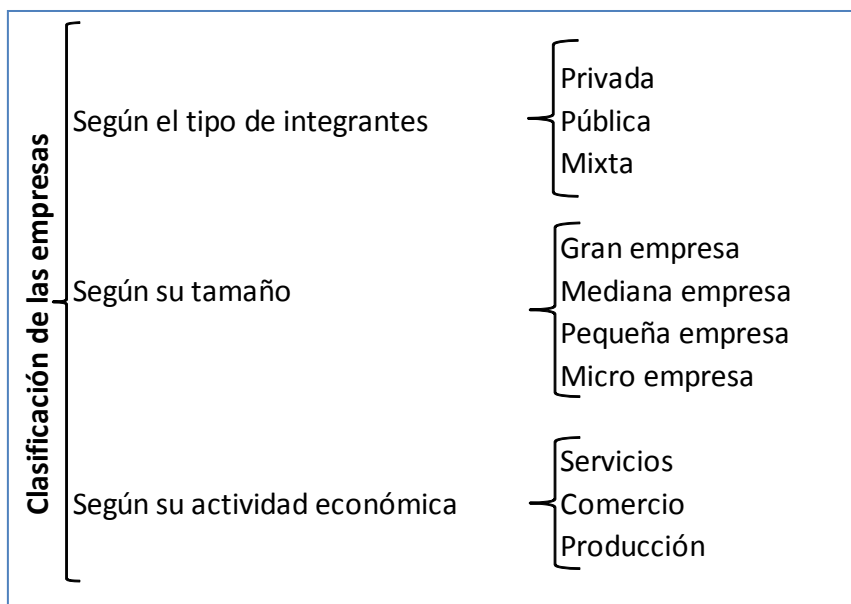 Clasificación de las empresas
Según el tipo de integrantes
Privada
Pública
Mixta
Según su tamaño
Gran empresa
Mediana empresa
Pequeña empresa
Micro empresa
Según su actividad económica
Servicios
Comercio
Producción